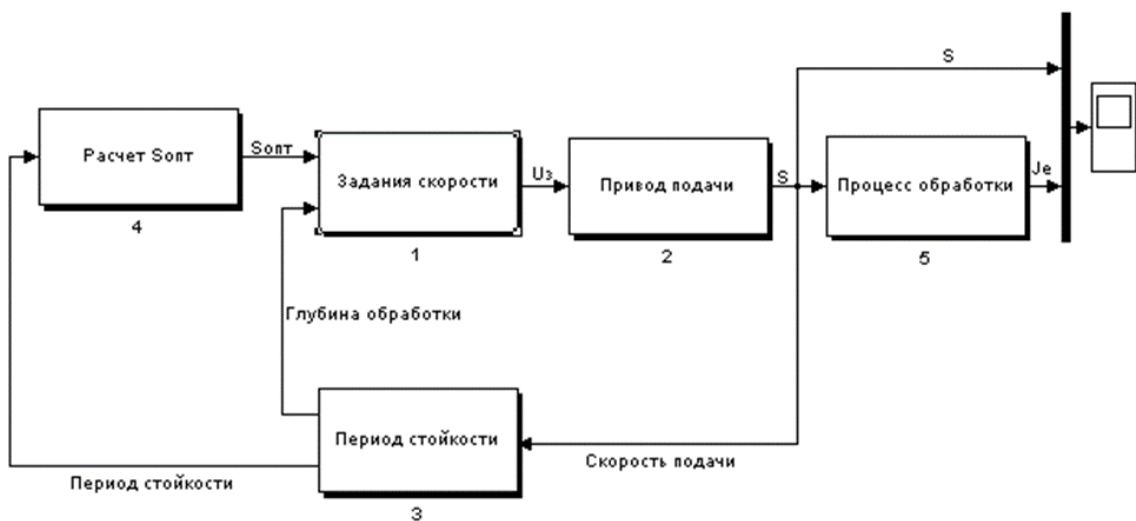 S
Расчет Sопт
Sопт
Задания скорости
Uз
Привод подачи
S
Процесс обработки
Je
4
1
2
5
Глубина обработки
Период стойкости
Скорость подачи
Период стойкости
3